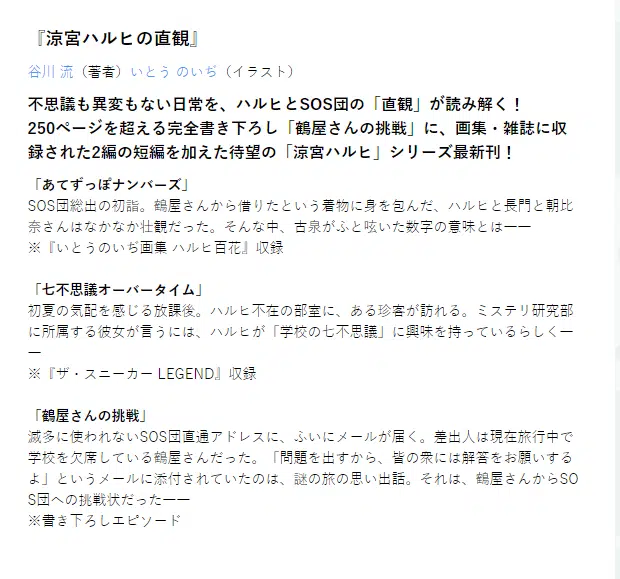 『涼宮ハルヒの直観』
谷川 流（著者）いとう のいぢ（イラスト）
不思議も異変もない日常を、ハルヒとSOS団の「直観」が読み解く！
250ページを超える完全書き下ろし「鶴屋さんの挑戦」に、画集・雑誌に収
録された2編の短編を加えた待望の「涼宮ハルヒ」シリーズ最新刊！
「あてずっぽナンバーズ」
SOS団総出の初詣。鶴屋さんから借りたという着物に身を包んだ、ハルヒと長門と朝比
奈さんはなかなか壮観だった。そんな中、古泉がふと呟いた数字の意味とは――
※『いとうのいぢ画集 ハルヒ百花』収録
「七不思議オーバータイム」
初夏の気配を感じる放課後。ハルヒ不在の部室に、ある珍客が訪れる。ミステリ研究部
に所属する彼女が言うには、ハルヒが「学校の七不思議」に興味を持っているらしく―
―
※『ザ・スニーカー LEGEND』収録
「鶴屋さんの挑戦」
滅多に使われないSOS団直通アドレスに、ふいにメールが届く。差出人は現在旅行中で
学校を欠席している鶴屋さんだった。「問題を出すから、皆の衆には解答をお願いする
よ」というメールに添付されていたのは、謎の旅の思い出話。それは、鶴屋さんからSO
S団への挑戦状だった――
※書き下ろしエピソード